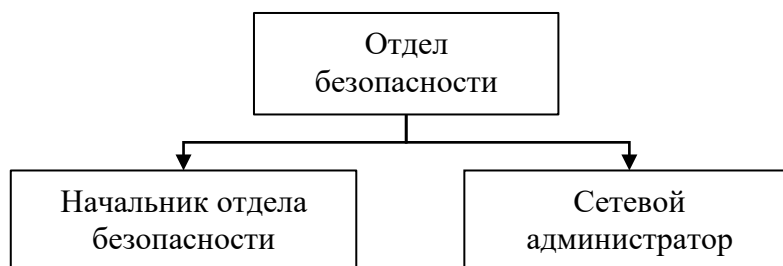 Отдел
безопасности
Начальник отдела
безопасности
Сетевой
администратор